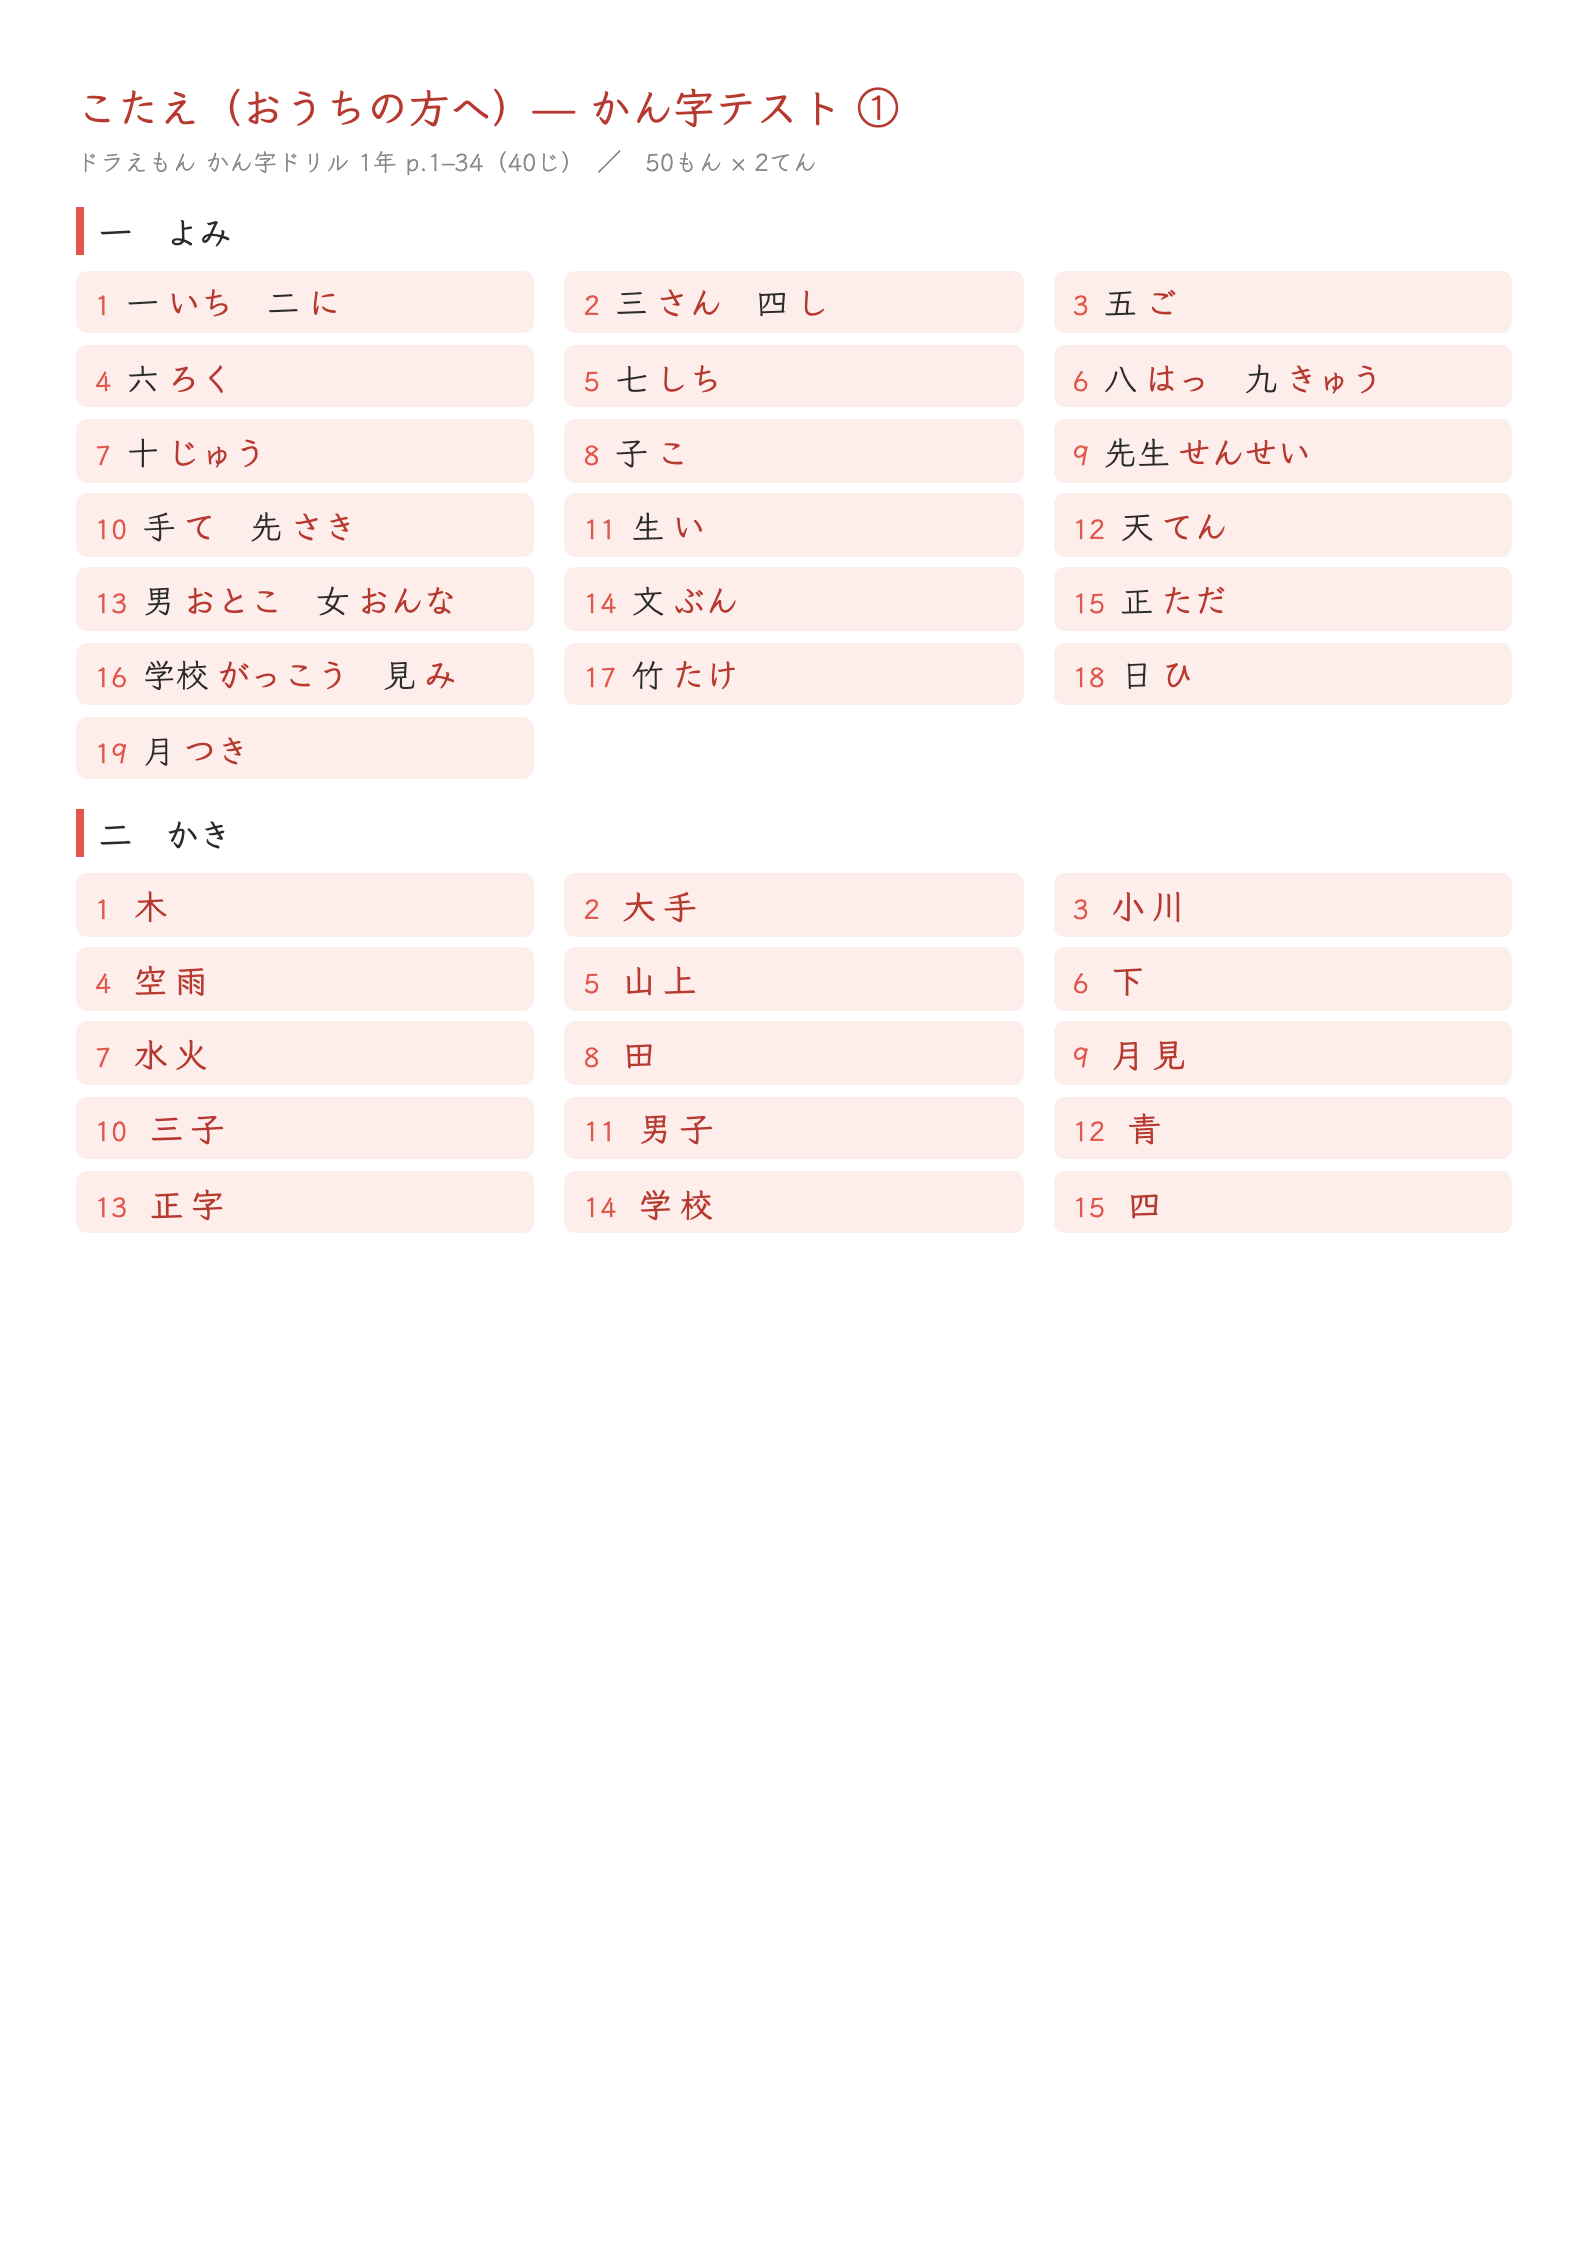 こたえ（おうちの方へ）— かん字テスト ①
ドラえもん かん字ドリル 1年 p.1–34（40じ） ／ 50もん × 2てん
一 よみ
1 一 いち 二 に
2 三 さん 四 し
3 五 ご
4 六 ろく
5 七 しち
6 八 はっ 九 きゅう
7 十 じゅう
8 子 こ
9 先生 せんせい
10 手 て 先 さき
11 生 い
12 天 てん
13 男 おとこ 女 おんな
14 文 ぶん
15 正 ただ
16 学校 がっこう 見 み
17 竹 たけ
18 日 ひ
19 月 つき
二 かき
1 木
2 大 手
3 小 川
4 空 雨
5 山 上
6 下
7 水 火
8 田
9 月 見
10 三 子
11 男 子
12 青
13 正 字
14 学 校
15 四